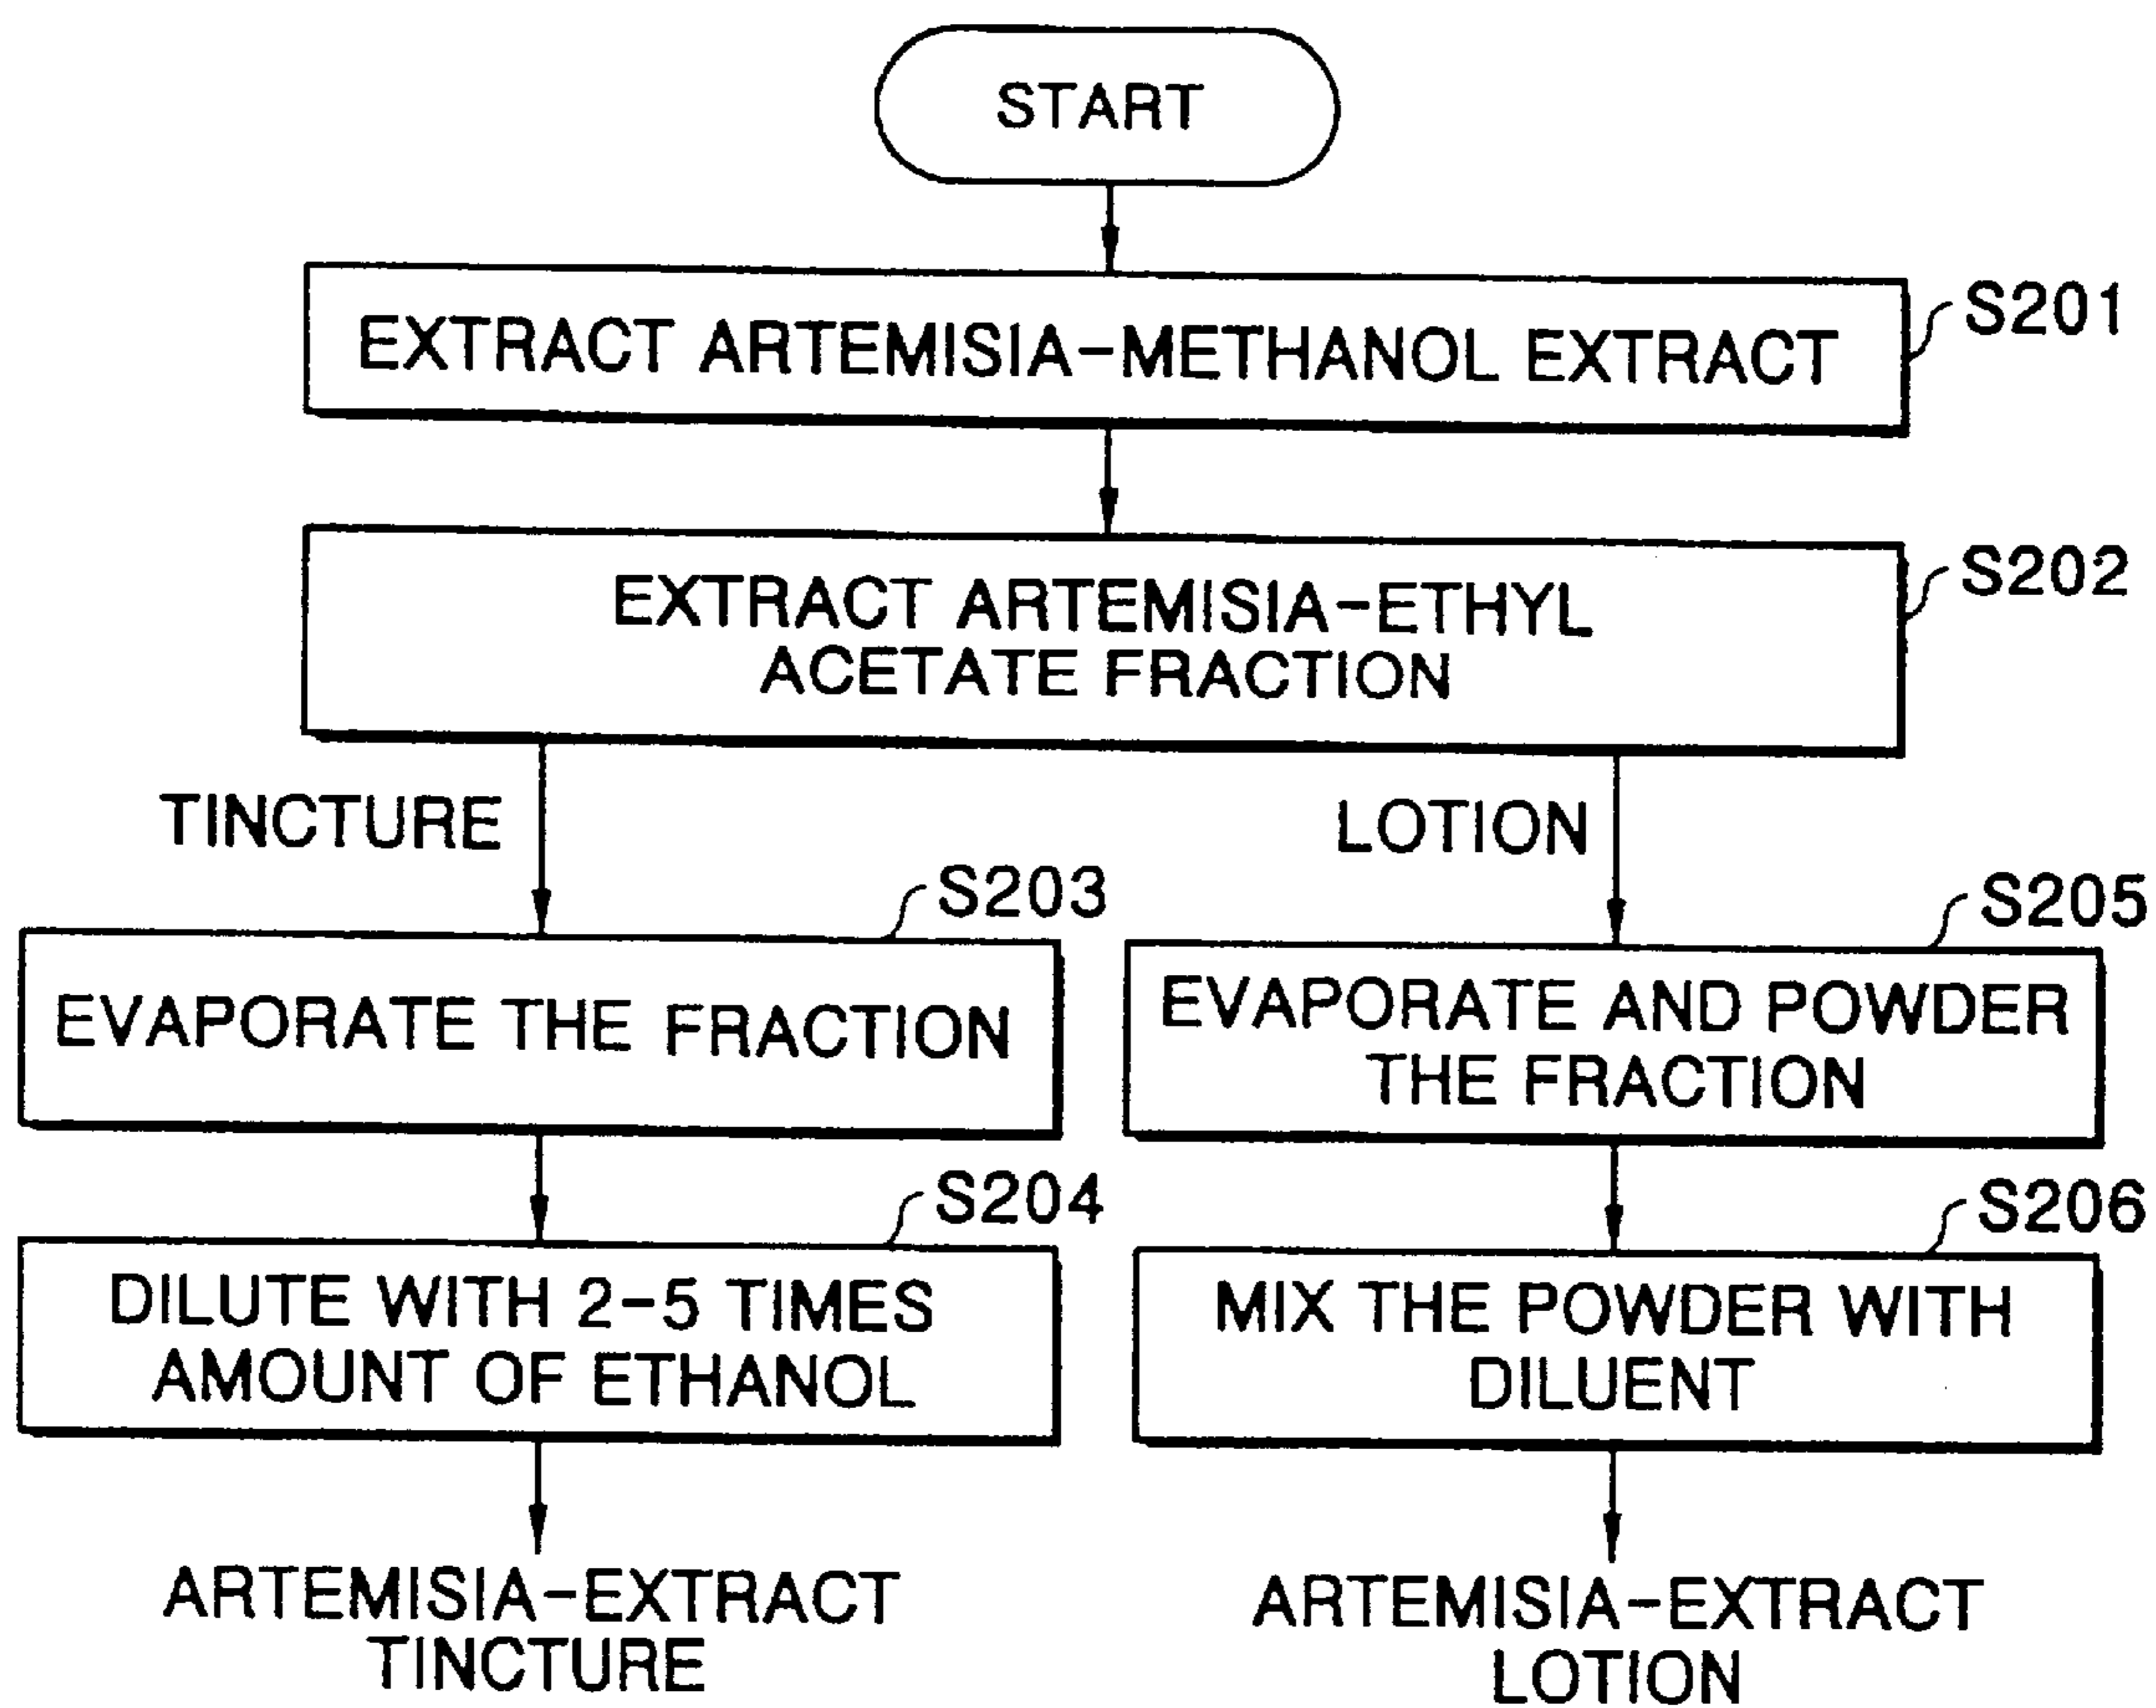 START
EXTRACT ARTEMISIA-METHANOL EXTRACT
S201
EXTRACT ARTEMISIA-ETHYL
ACETATE FRACTION
S202
TINCTURE
LOTION
S203
EVAPORATE THE FRACTION
S205
EVAPORATE AND POWDER
THE FRACTION
S204
DILUTE WITH 2-5 TIMES
AMOUNT OF ETHANOL
S206
MIX THE POWDER WITH
DILUENT
ARTEMISIA-EXTRACT
TINCTURE
ARTEMISIA-EXTRACT
LOTION